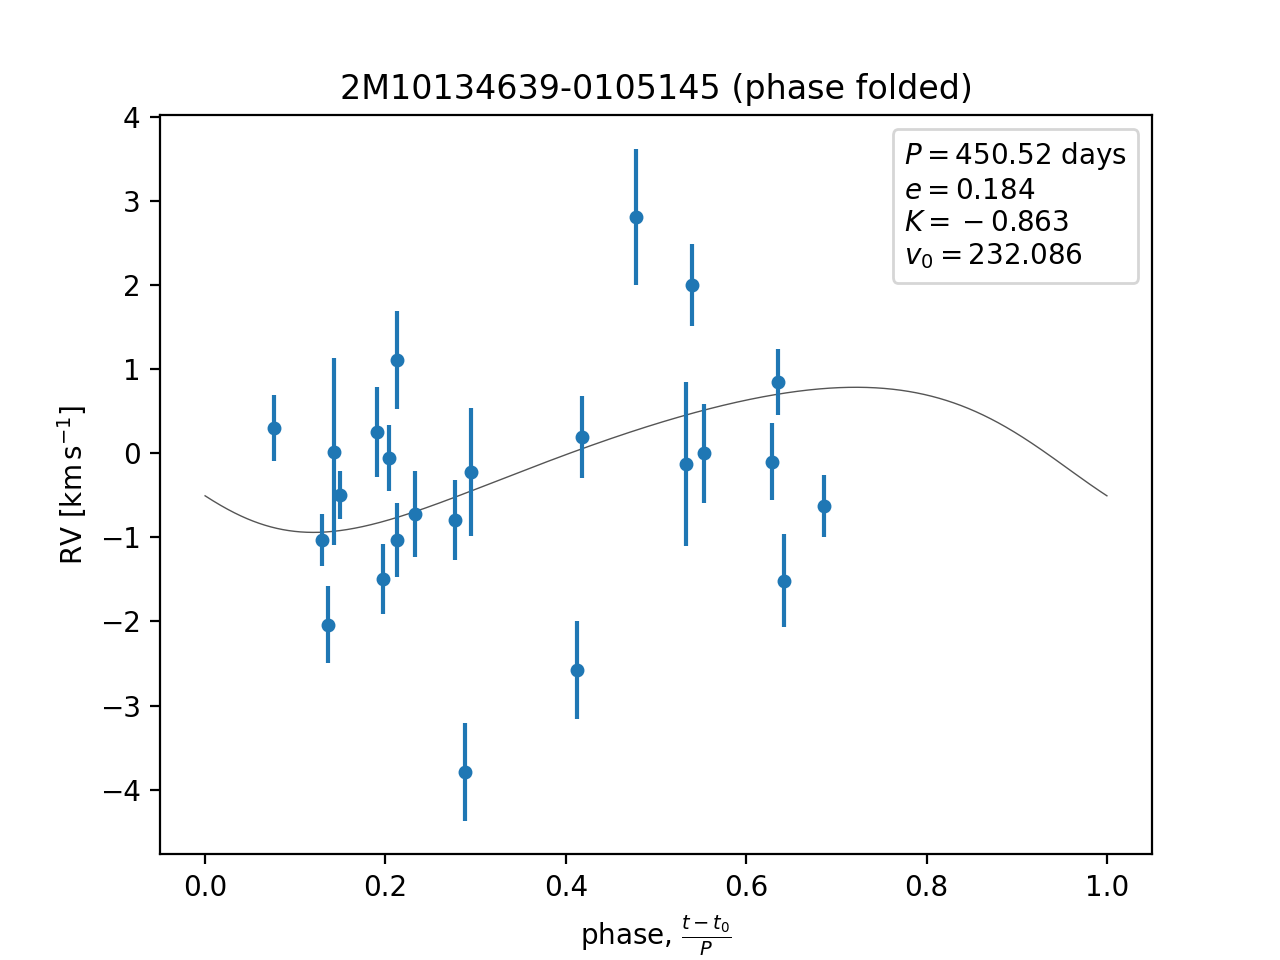 2M10134639-0105145 (phase folded)
P = 450.52 days
e = 0.184
K = −0.863
v₀ = 232.086
4
3
2
1
0
−1
−2
−3
−4
RV [km s⁻¹]
0.0 0.2 0.4 0.6 0.8 1.0
phase, (t − t₀)/P